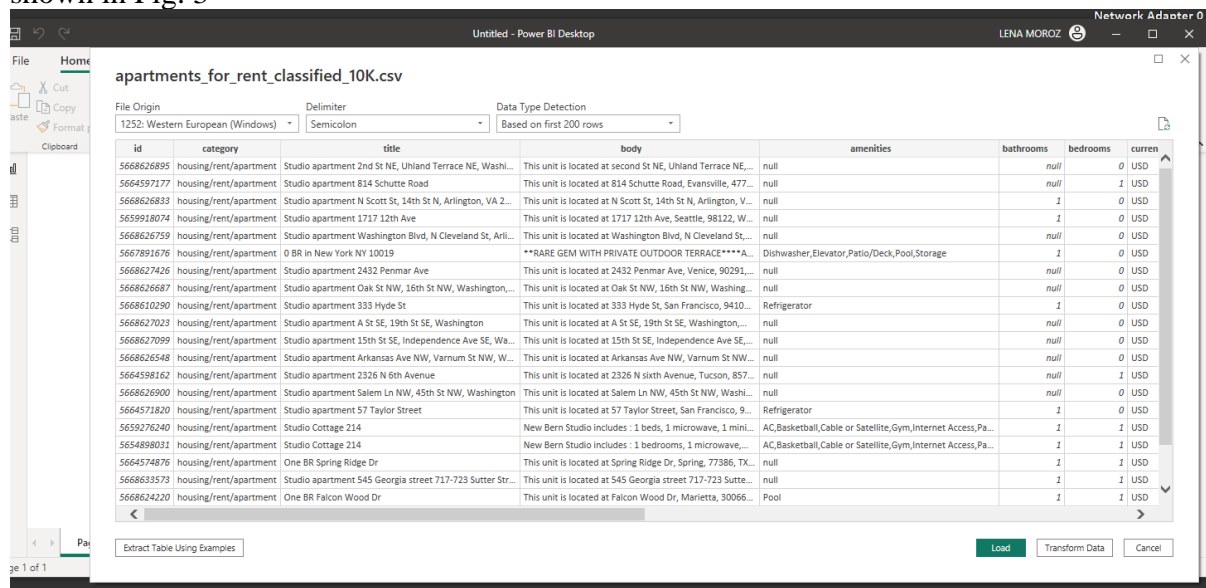 shown in Fig. 3
Network Adapter 0
Untitled - Power BI Desktop
LENA MOROZ
File Home
Cut
Copy
Format
Clipboard
apartments_for_rent_classified_10K.csv
File Origin Delimiter Data Type Detection
1252: Western European (Windows) Semicolon Based on first 200 rows
id category title body amenities bathrooms bedrooms curren
5668626895 housing/rent/apartment Studio apartment 2nd St NE, Uhland Terrace NE, Washi... This unit is located at second St NE, Uhland Terrace NE,... null null 0 USD
5664597177 housing/rent/apartment Studio apartment 814 Schutte Road This unit is located at 814 Schutte Road, Evansville, 477... null null 1 USD
5668626833 housing/rent/apartment Studio apartment N Scott St, 14th St N, Arlington, VA 2... This unit is located at N Scott St, 14th St N, Arlington, V... null 1 0 USD
5659918074 housing/rent/apartment Studio apartment 1717 12th Ave This unit is located at 1717 12th Ave, Seattle, 98122, W... null 1 0 USD
5668626759 housing/rent/apartment Studio apartment Washington Blvd, N Cleveland St, Arli... This unit is located at Washington Blvd, N Cleveland St,... null null 0 USD
5667891676 housing/rent/apartment 0 BR in New York NY 10019 **RARE GEM WITH PRIVATE OUTDOOR TERRACE****A... Dishwasher,Elevator,Patio/Deck,Pool,Storage 1 0 USD
5668627426 housing/rent/apartment Studio apartment 2432 Penmar Ave This unit is located at 2432 Penmar Ave, Venice, 90291,... null null 0 USD
5668626687 housing/rent/apartment Studio apartment Oak St NW, 16th St NW, Washington,... This unit is located at Oak St NW, 16th St NW, Washing... null null 0 USD
5668610290 housing/rent/apartment Studio apartment 333 Hyde St This unit is located at 333 Hyde St, San Francisco, 9410... Refrigerator 1 0 USD
5668627023 housing/rent/apartment Studio apartment A St SE, 19th St SE, Washington This unit is located at A St SE, 19th St SE, Washington,... null null 0 USD
5668627099 housing/rent/apartment Studio apartment 15th St SE, Independence Ave SE, Wa... This unit is located at 15th St SE, Independence Ave SE,... null null 0 USD
5668626548 housing/rent/apartment Studio apartment Arkansas Ave NW, Varnum St NW, W... This unit is located at Arkansas Ave NW, Varnum St NW... null null 0 USD
5664598162 housing/rent/apartment Studio apartment 2326 N 6th Avenue This unit is located at 2326 N sixth Avenue, Tucson, 857... null null 1 USD
5668626900 housing/rent/apartment Studio apartment Salem Ln NW, 45th St NW, Washington This unit is located at Salem Ln NW, 45th St NW, Washi... null null 0 USD
5664571820 housing/rent/apartment Studio apartment 57 Taylor Street This unit is located at 57 Taylor Street, San Francisco, 9... Refrigerator 1 0 USD
5659276240 housing/rent/apartment Studio Cottage 214 New Bern Studio includes : 1 beds, 1 microwave, 1 mini... AC,Basketball,Cable or Satellite,Gym,Internet Access,Pa... 1 1 USD
5654898031 housing/rent/apartment Studio Cottage 214 New Bern Studio includes : 1 bedrooms, 1 microwave,... AC,Basketball,Cable or Satellite,Gym,Internet Access,Pa... 1 1 USD
5664574876 housing/rent/apartment One BR Spring Ridge Dr This unit is located at Spring Ridge Dr, Spring, 77386, TX... null 1 1 USD
5668633573 housing/rent/apartment Studio apartment 545 Georgia street 717-723 Sutter Str... This unit is located at 545 Georgia street 717-723 Sutte... null 1 1 USD
5668624220 housing/rent/apartment One BR Falcon Wood Dr This unit is located at Falcon Wood Dr, Marietta, 30066... Pool 1 1 USD
Extract Table Using Examples Load Transform Data Cancel
ge 1 of 1